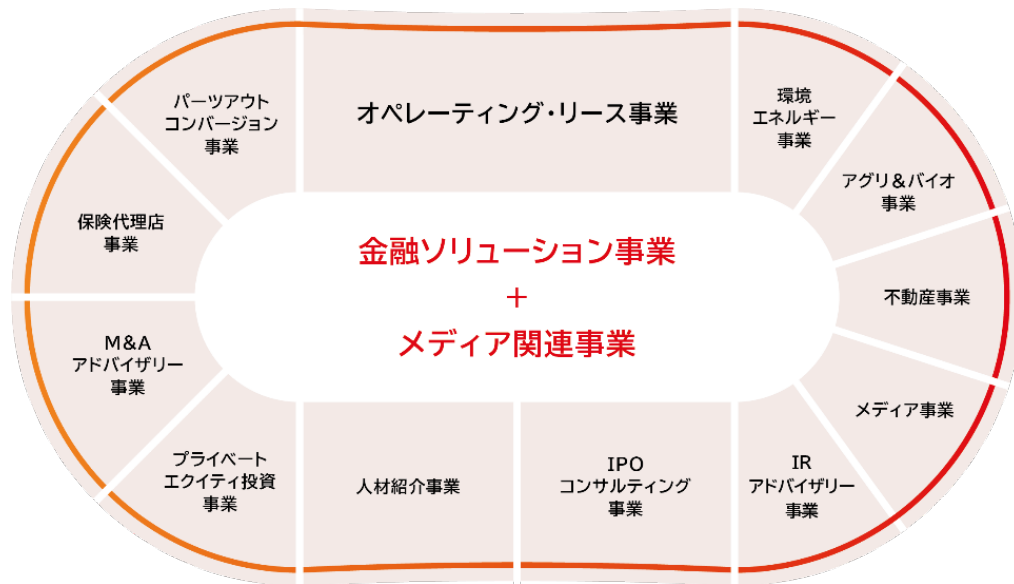 オペレーティング・リース事業
環境
エネルギー
事業
アグリ&バイオ
事業
不動産事業
メディア事業
IR
アドバイザリー
事業
IPO
コンサルティング
事業
人材紹介事業
プライベート
エクイティ投資
事業
M&A
アドバイザリー
事業
保険代理店
事業
パーツアウト
コンバージョン
事業
金融ソリューション事業
+
メディア関連事業